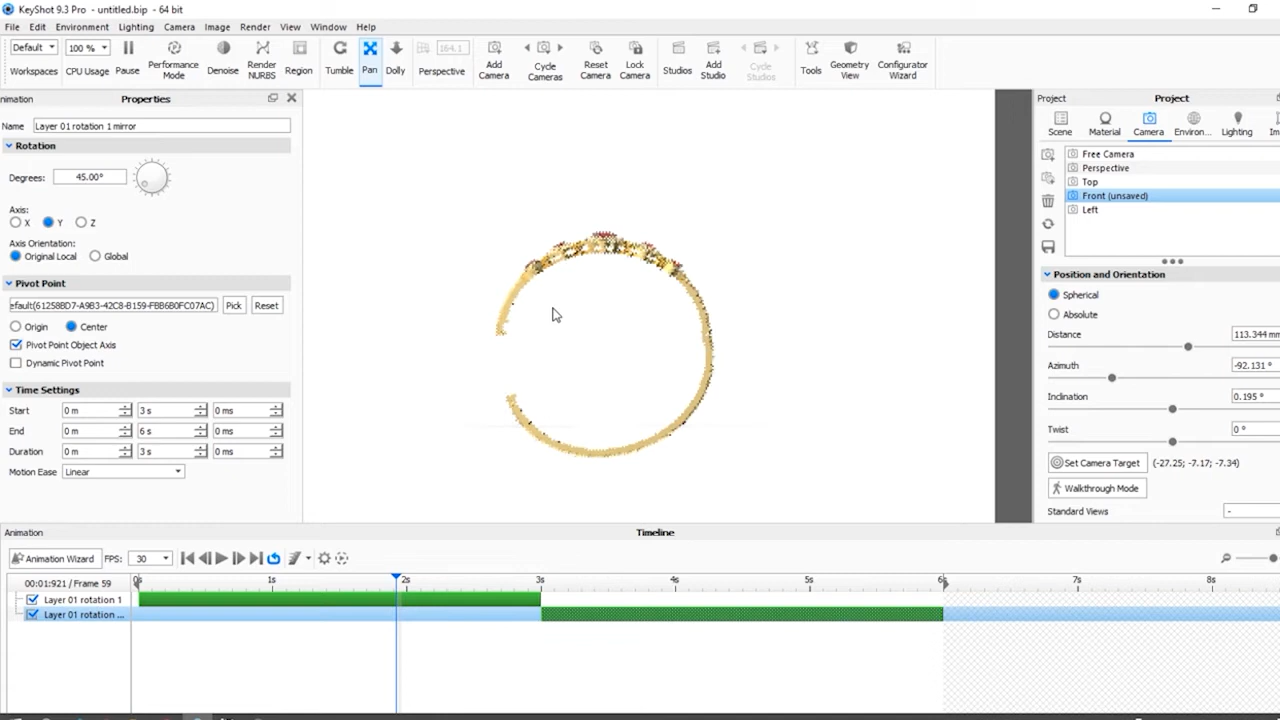 KeyShot 9.3 Pro - untitled.bip - 64 bit
File Edit Environment Lighting Camera Image Render View Window Help
Default 100 % 164.1
Workspaces CPU Usage Pause Performance Mode Denoise Render NURBS Region Tumble Pan Dolly Perspective Add Camera Cycle Cameras Reset Camera Lock Camera Studios Add Studio Cycle Studios Tools Geometry View Configurator Wizard
nimation Properties
Name Layer 01 rotation 1 mirror
Rotation
Degrees: 45.00°
Axis:
X Y Z
Axis Orientation:
Original Local Global
Pivot Point
Pick Reset
Origin Center
Pivot Point Object Axis
Dynamic Pivot Point
Time Settings
Start 0 m 3 s 0 ms
End 0 m 6 s 0 ms
Duration 0 m 3 s 0 ms
Motion Ease Linear
Project Project
Scene Material Camera Environ... Lighting Im
Free Camera
Perspective
Top
Front (unsaved)
Left
Position and Orientation
Spherical
Absolute
Distance 113.344 mm
Azimuth -92.131 °
Inclination 0.195 °
Twist 0 °
Set Camera Target (-27.25; -7.17; -7.34)
Walkthrough Mode
Standard Views -
Animation Timeline
Animation Wizard FPS: 30
00:01:921 / Frame 59 0s 1s 2s 3s 4s 5s 6s 7s 8s
Layer 01 rotation 1
Layer 01 rotation ...